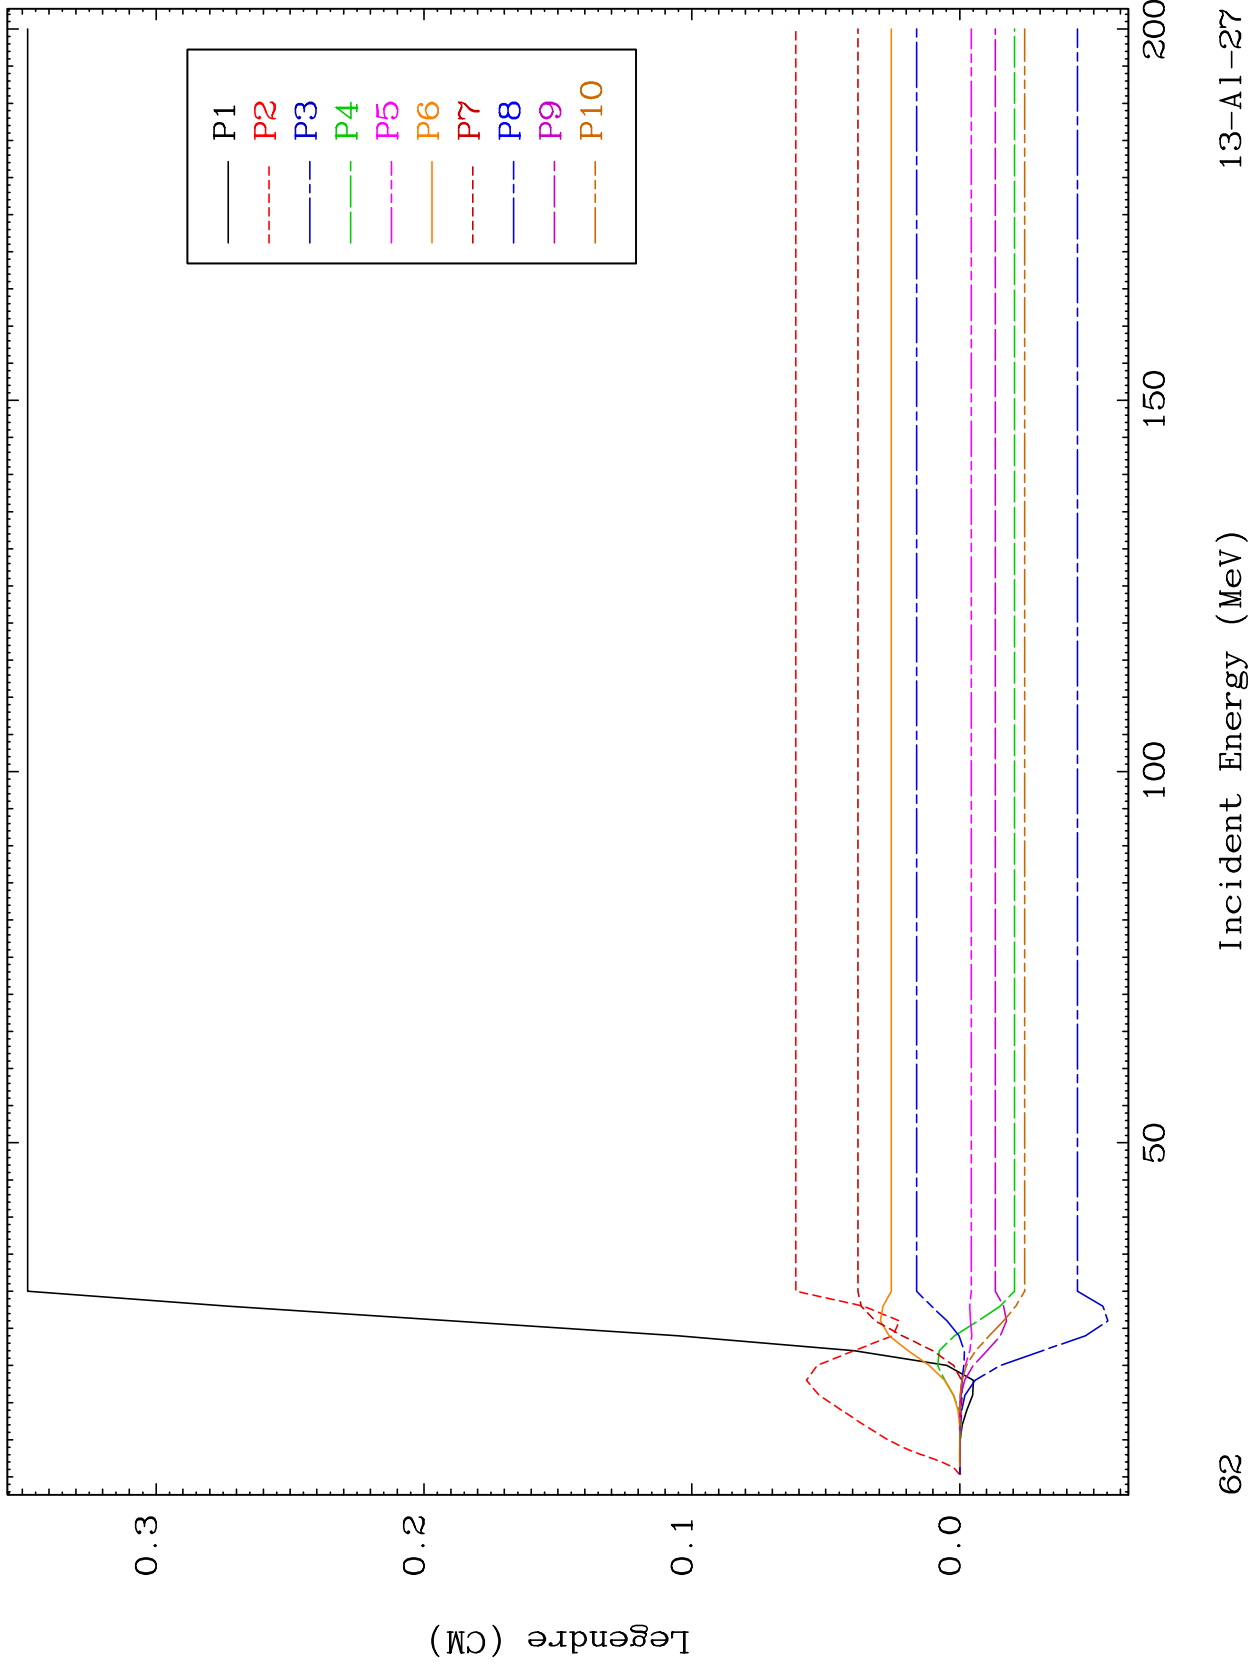 P1
P2
P3
P4
P5
P6
P7
P8
P9
P10
0.3
0.2
0.1
0.0
Legendre (CM)
50
100
150
200
Incident Energy (MeV)
62
13-Al-27